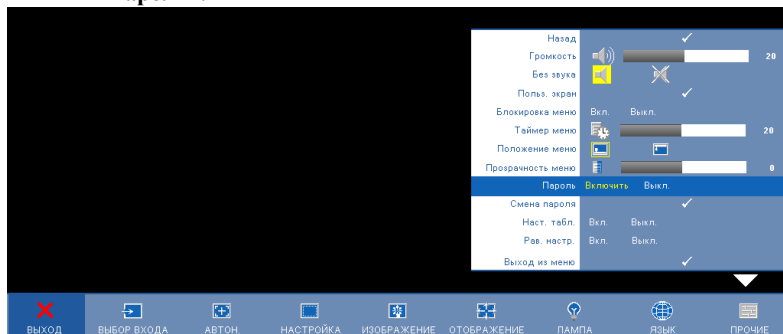 Назад
Громкость 20
Без звука
Польз. экран
Блокировка меню Вкл. Выкл.
Таймер меню 20
Положение меню
Прозрачность меню 0
Пароль Включить Выкл.
Смена пароля
Наст. табл. Вкл. Выкл.
Рав. настр. Вкл. Выкл.
Выход из меню
ВЫХОД ВЫБОР ВХОДА АВТОН. НАСТРОЙКА ИЗОБРАЖЕНИЕ ОТОБРАЖЕНИЕ ЛАМПА ЯЗЫК ПРОЧИЕ